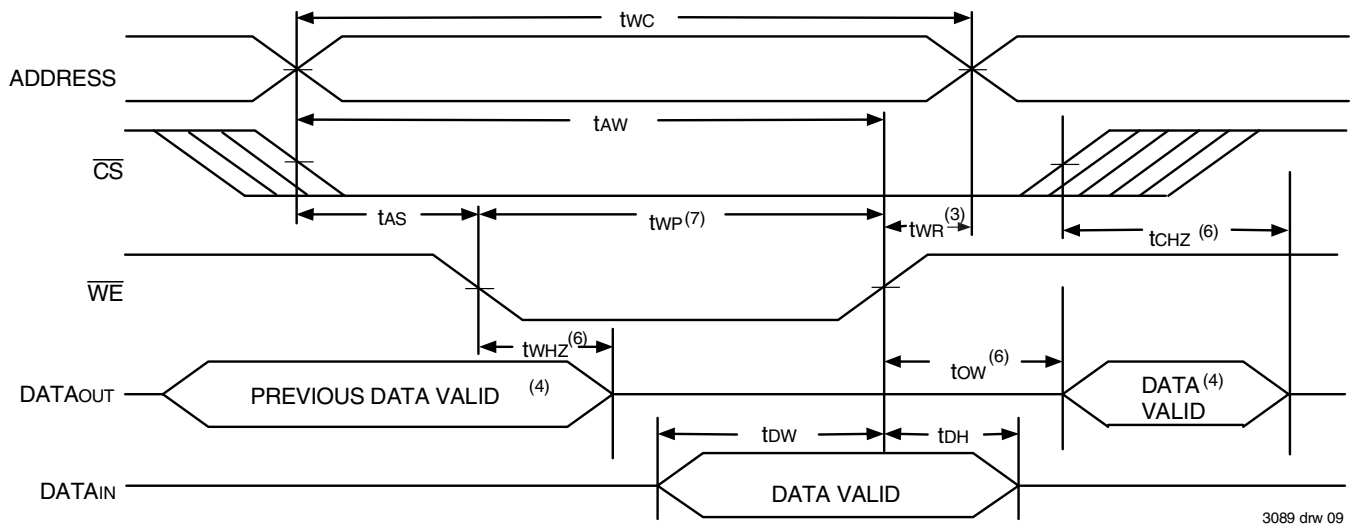 tWC
ADDRESS
tAW
CS
tAS
tWP(7)
tWR(3)
tCHZ(6)
WE
tWHZ(6)
tOW(6)
DATAOUT
PREVIOUS DATA VALID (4)
DATA(4)
VALID
tDW
tDH
DATAIN
DATA VALID
3089 drw 09